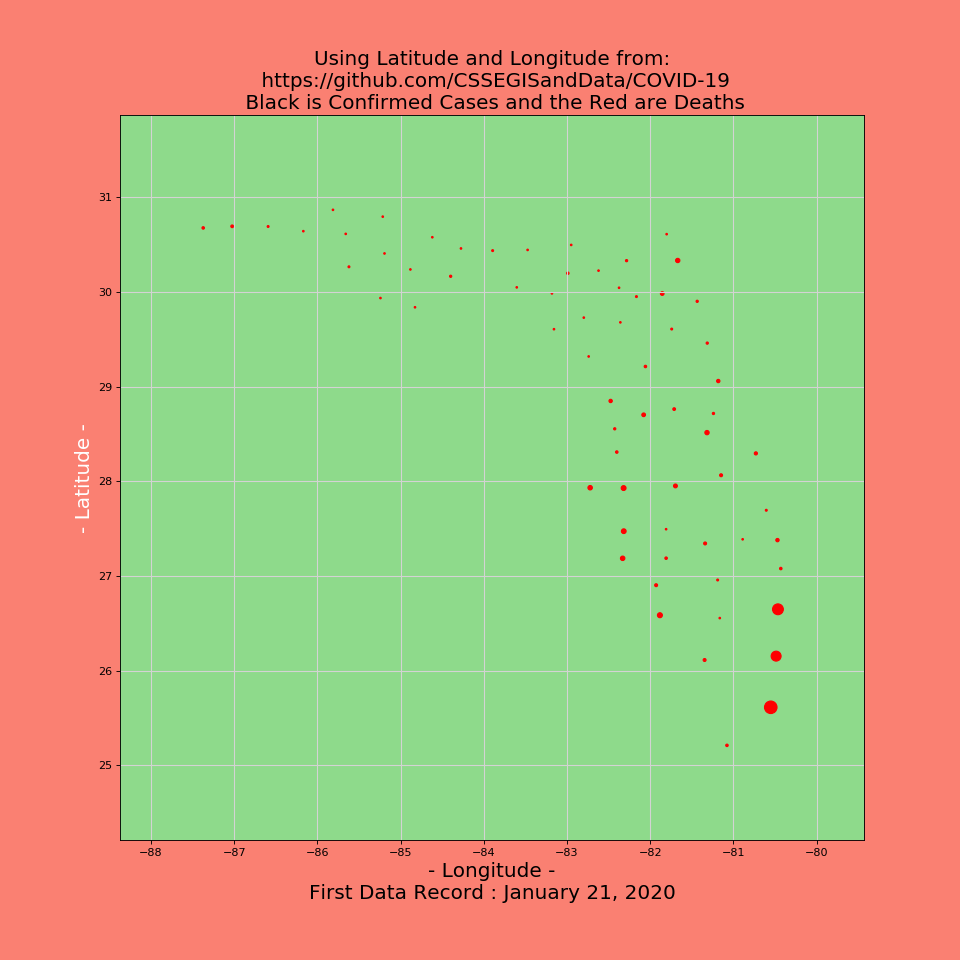 Using Latitude and Longitude from:
https://github.com/CSSEGISandData/COVID-19
Black is Confirmed Cases and the Red are Deaths
31
30
29
28
27
26
25
- Latitude -
−88 −87 −86 −85 −84 −83 −82 −81 −80
- Longitude -
First Data Record : January 21, 2020